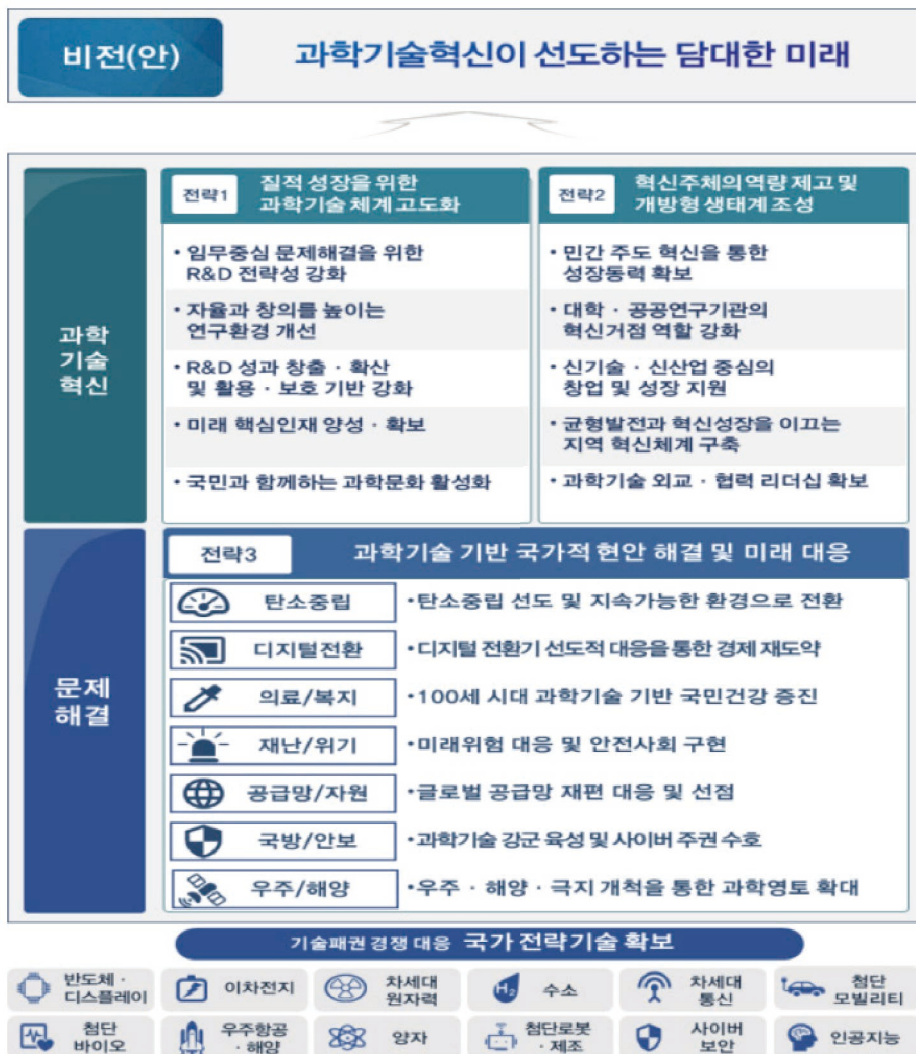 비전(안)
과학기술혁신이 선도하는 담대한 미래
과학
기술
혁신
전략1
질적 성장을 위한
과학기술 체계 고도화
• 임무중심 문제해결을 위한
R&D 전략성 강화
• 자율과 창의를 높이는
연구환경 개선
• R&D 성과 창출 · 확산
및 활용 · 보호 기반 강화
• 미래 핵심인재 양성 · 확보
• 국민과 함께하는 과학문화 활성화
전략2
혁신주체의 역량 제고 및
개방형 생태계 조성
• 민간 주도 혁신을 통한
성장동력 확보
• 대학 · 공공연구기관의
혁신거점 역할 강화
• 신기술 · 신산업 중심의
창업 및 성장 지원
• 균형발전과 혁신성장을 이끄는
지역 혁신체계 구축
• 과학기술 외교 · 협력 리더십 확보
문제
해결
전략3
과학기술 기반 국가적 현안 해결 및 미래 대응
탄소중립
•탄소중립 선도 및 지속가능한 환경으로 전환
디지털전환
•디지털 전환기 선도적 대응을 통한 경제 재도약
의료/복지
•100세 시대 과학기술 기반 국민건강 증진
재난/위기
•미래위험 대응 및 안전사회 구현
공급망/자원
•글로벌 공급망 재편 대응 및 선점
국방/안보
•과학기술 강군 육성 및 사이버 주권 수호
우주/해양
•우주 · 해양 · 극지 개척을 통한 과학영토 확대
기술패권 경쟁 대응 국가 전략기술 확보
반도체 ·
디스플레이
이차전지
차세대
원자력
H₂
수소
차세대
통신
첨단
모빌리티
첨단
바이오
우주항공
· 해양
양자
첨단로봇
· 제조
사이버
보안
인공지능